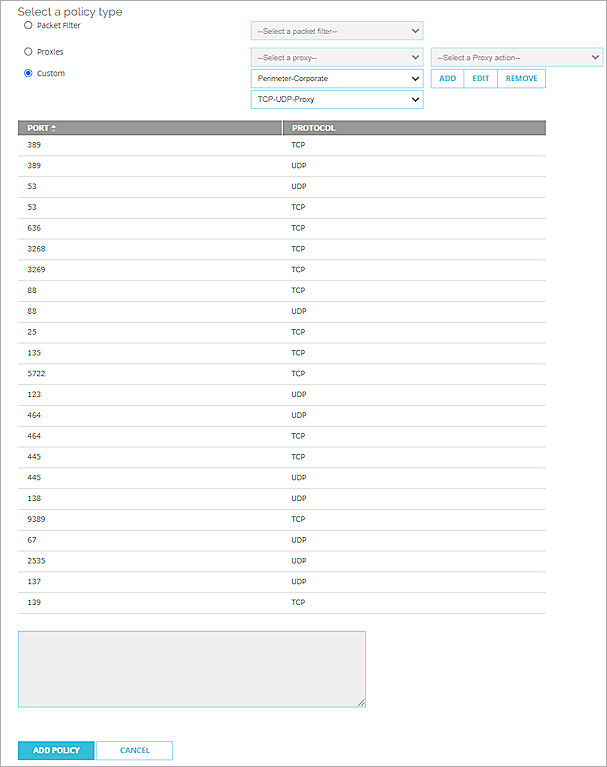 Select a policy type
Packet Filter
--Select a packet filter--
Proxies
--Select a proxy--
--Select a Proxy action--
Custom
Perimeter-Corporate
ADD
EDIT
REMOVE
TCP-UDP-Proxy
PORT PROTOCOL
389 TCP
389 UDP
53 UDP
53 TCP
636 TCP
3268 TCP
3269 TCP
88 TCP
88 UDP
25 TCP
135 TCP
5722 TCP
123 UDP
464 UDP
464 TCP
445 TCP
445 UDP
138 UDP
9389 TCP
67 UDP
2535 UDP
137 UDP
139 TCP
ADD POLICY
CANCEL